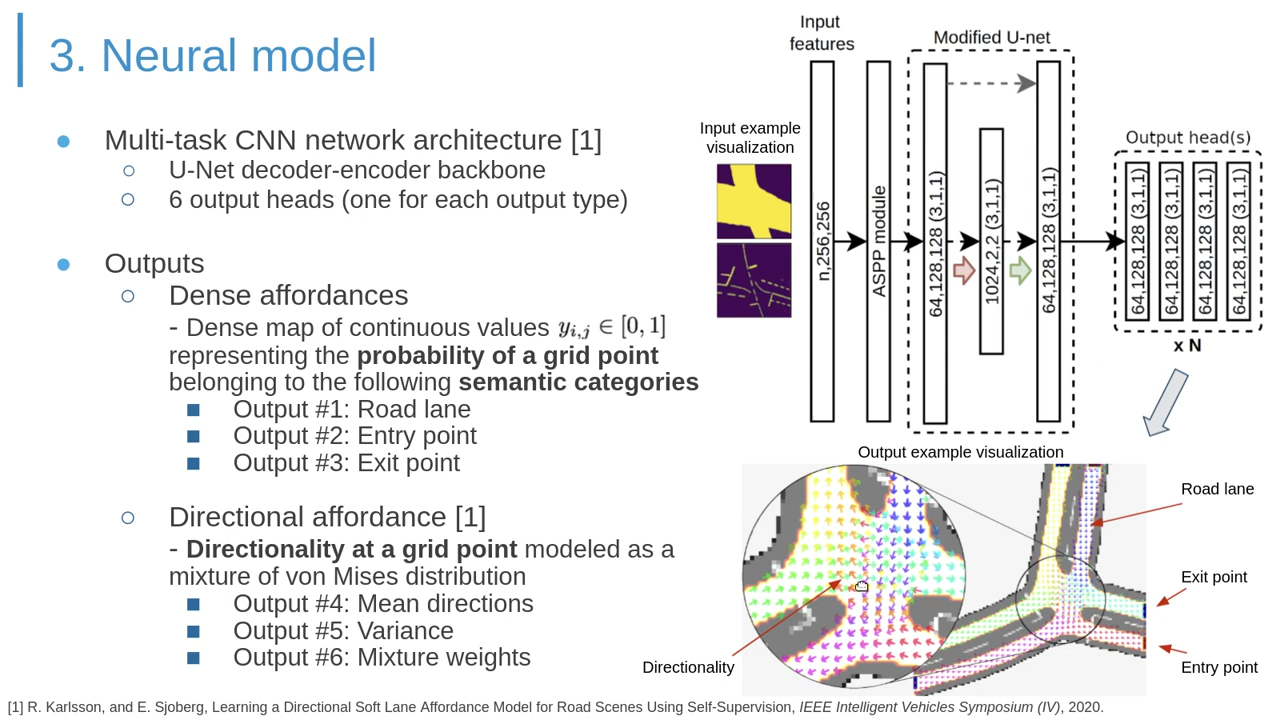 3. Neural model
● Multi-task CNN network architecture [1]
○ U-Net decoder-encoder backbone
○ 6 output heads (one for each output type)
● Outputs
○ Dense affordances
- Dense map of continuous values y_{i,j} ∈ [0, 1]
representing the probability of a grid point
belonging to the following semantic categories
■ Output #1: Road lane
■ Output #2: Entry point
■ Output #3: Exit point
○ Directional affordance [1]
- Directionality at a grid point modeled as a
mixture of von Mises distribution
■ Output #4: Mean directions
■ Output #5: Variance
■ Output #6: Mixture weights
Input
features
Modified U-net
Input example
visualization
Output head(s)
n,256,256
ASPP module
64,128,128 (3,1,1)
1024,2,2 (3,1,1)
64,128,128 (3,1,1)
64,128,128 (3,1,1)
64,128,128 (3,1,1)
64,128,128 (3,1,1)
64,128,128 (3,1,1)
x N
Output example visualization
Road lane
Exit point
Entry point
Directionality
[1] R. Karlsson, and E. Sjoberg, Learning a Directional Soft Lane Affordance Model for Road Scenes Using Self-Supervision, IEEE Intelligent Vehicles Symposium (IV), 2020.